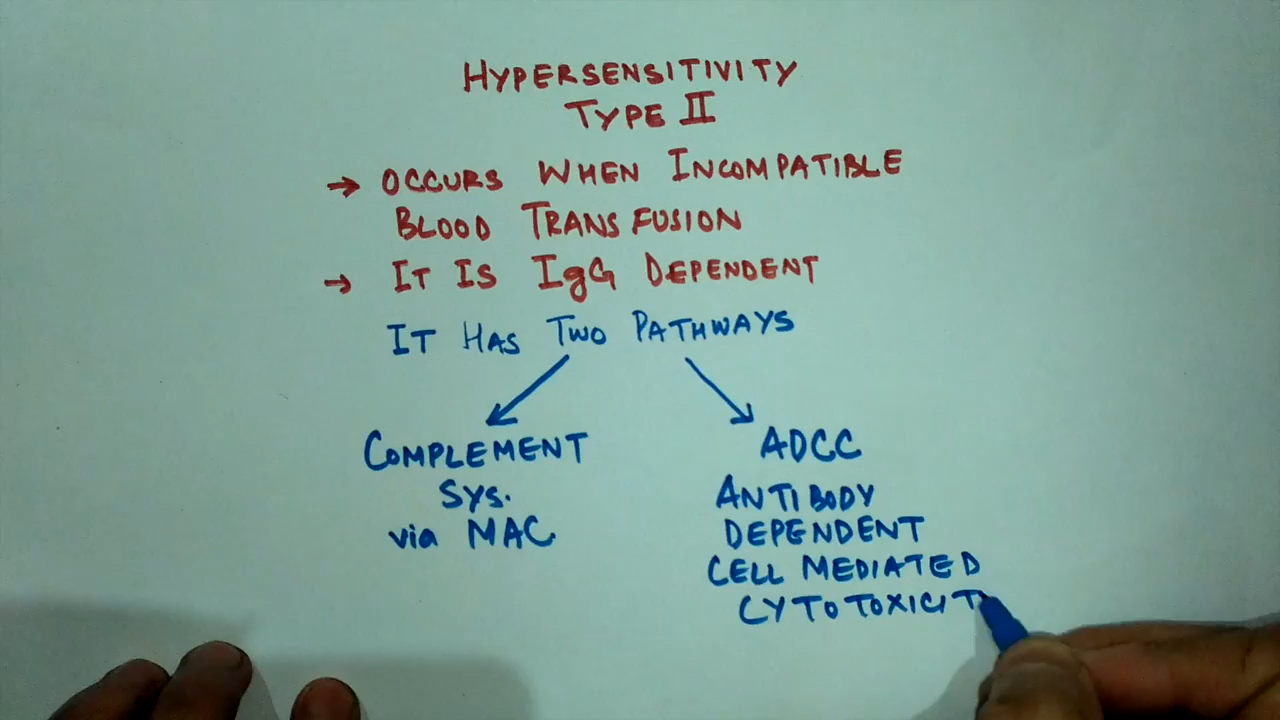 HYPERSENSITIVITY
TYPE II
→ OCCURS WHEN INCOMPATIBLE
BLOOD TRANSFUSION
→ IT IS IgG DEPENDENT
IT HAS TWO PATHWAYS
COMPLEMENT
SYS.
via MAC
ADCC
ANTIBODY
DEPENDENT
CELL MEDIATED
CYTOTOXICIT